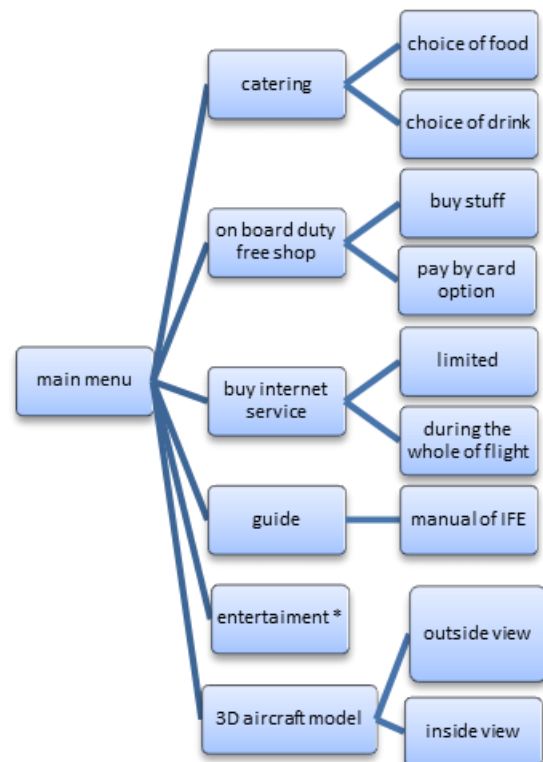 main menu
catering
choice of food
choice of drink
on board duty
free shop
buy stuff
pay by card
option
buy internet
service
limited
during the
whole of flight
guide
manual of IFE
entertaiment *
3D aircraft model
outside view
inside view